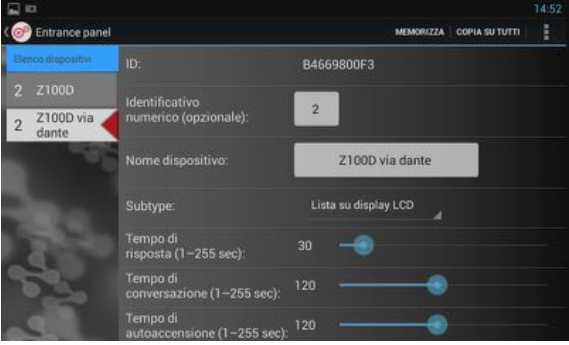 14:52
Entrance panel
MEMORIZZA
COPIA SU TUTTI
Elenco dispositivi
2 Z100D
2 Z100D via
dante
ID: B4669800F3
Identificativo
numerico (opzionale): 2
Nome dispositivo: Z100D via dante
Subtype: Lista su display LCD
Tempo di
risposta (1–255 sec): 30
Tempo di
conversazione (1–255 sec): 120
Tempo di
autoaccensione (1–255 sec): 120